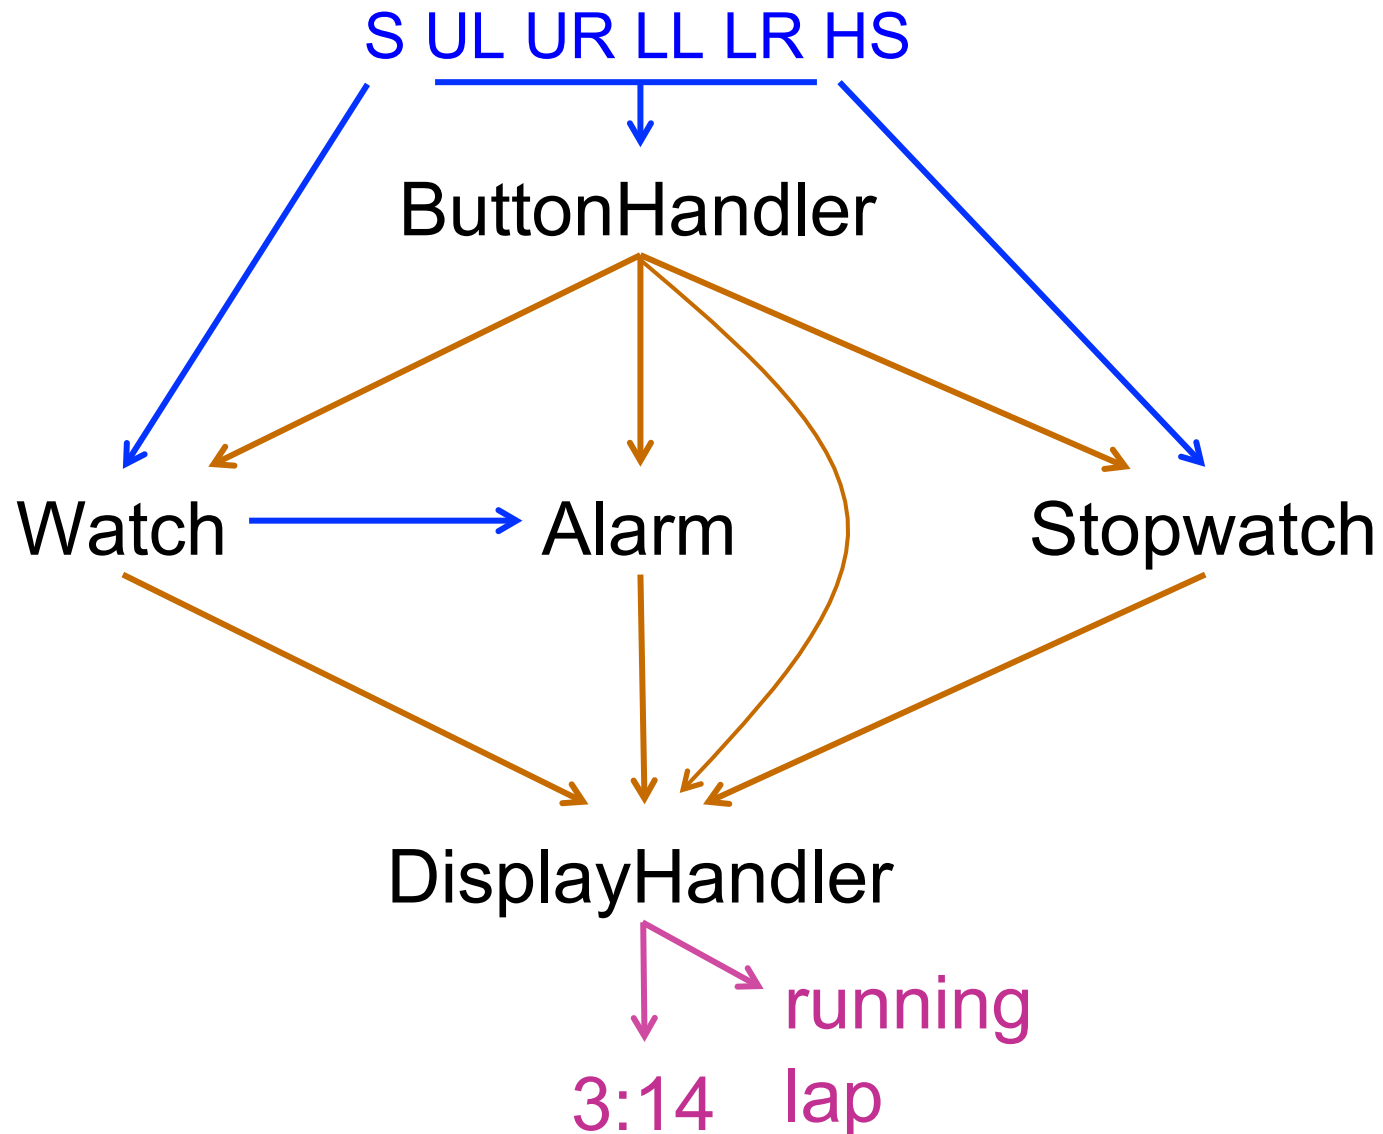 S UL UR LL LR HS
ButtonHandler
Watch
Alarm
Stopwatch
DisplayHandler
running
3:14
lap